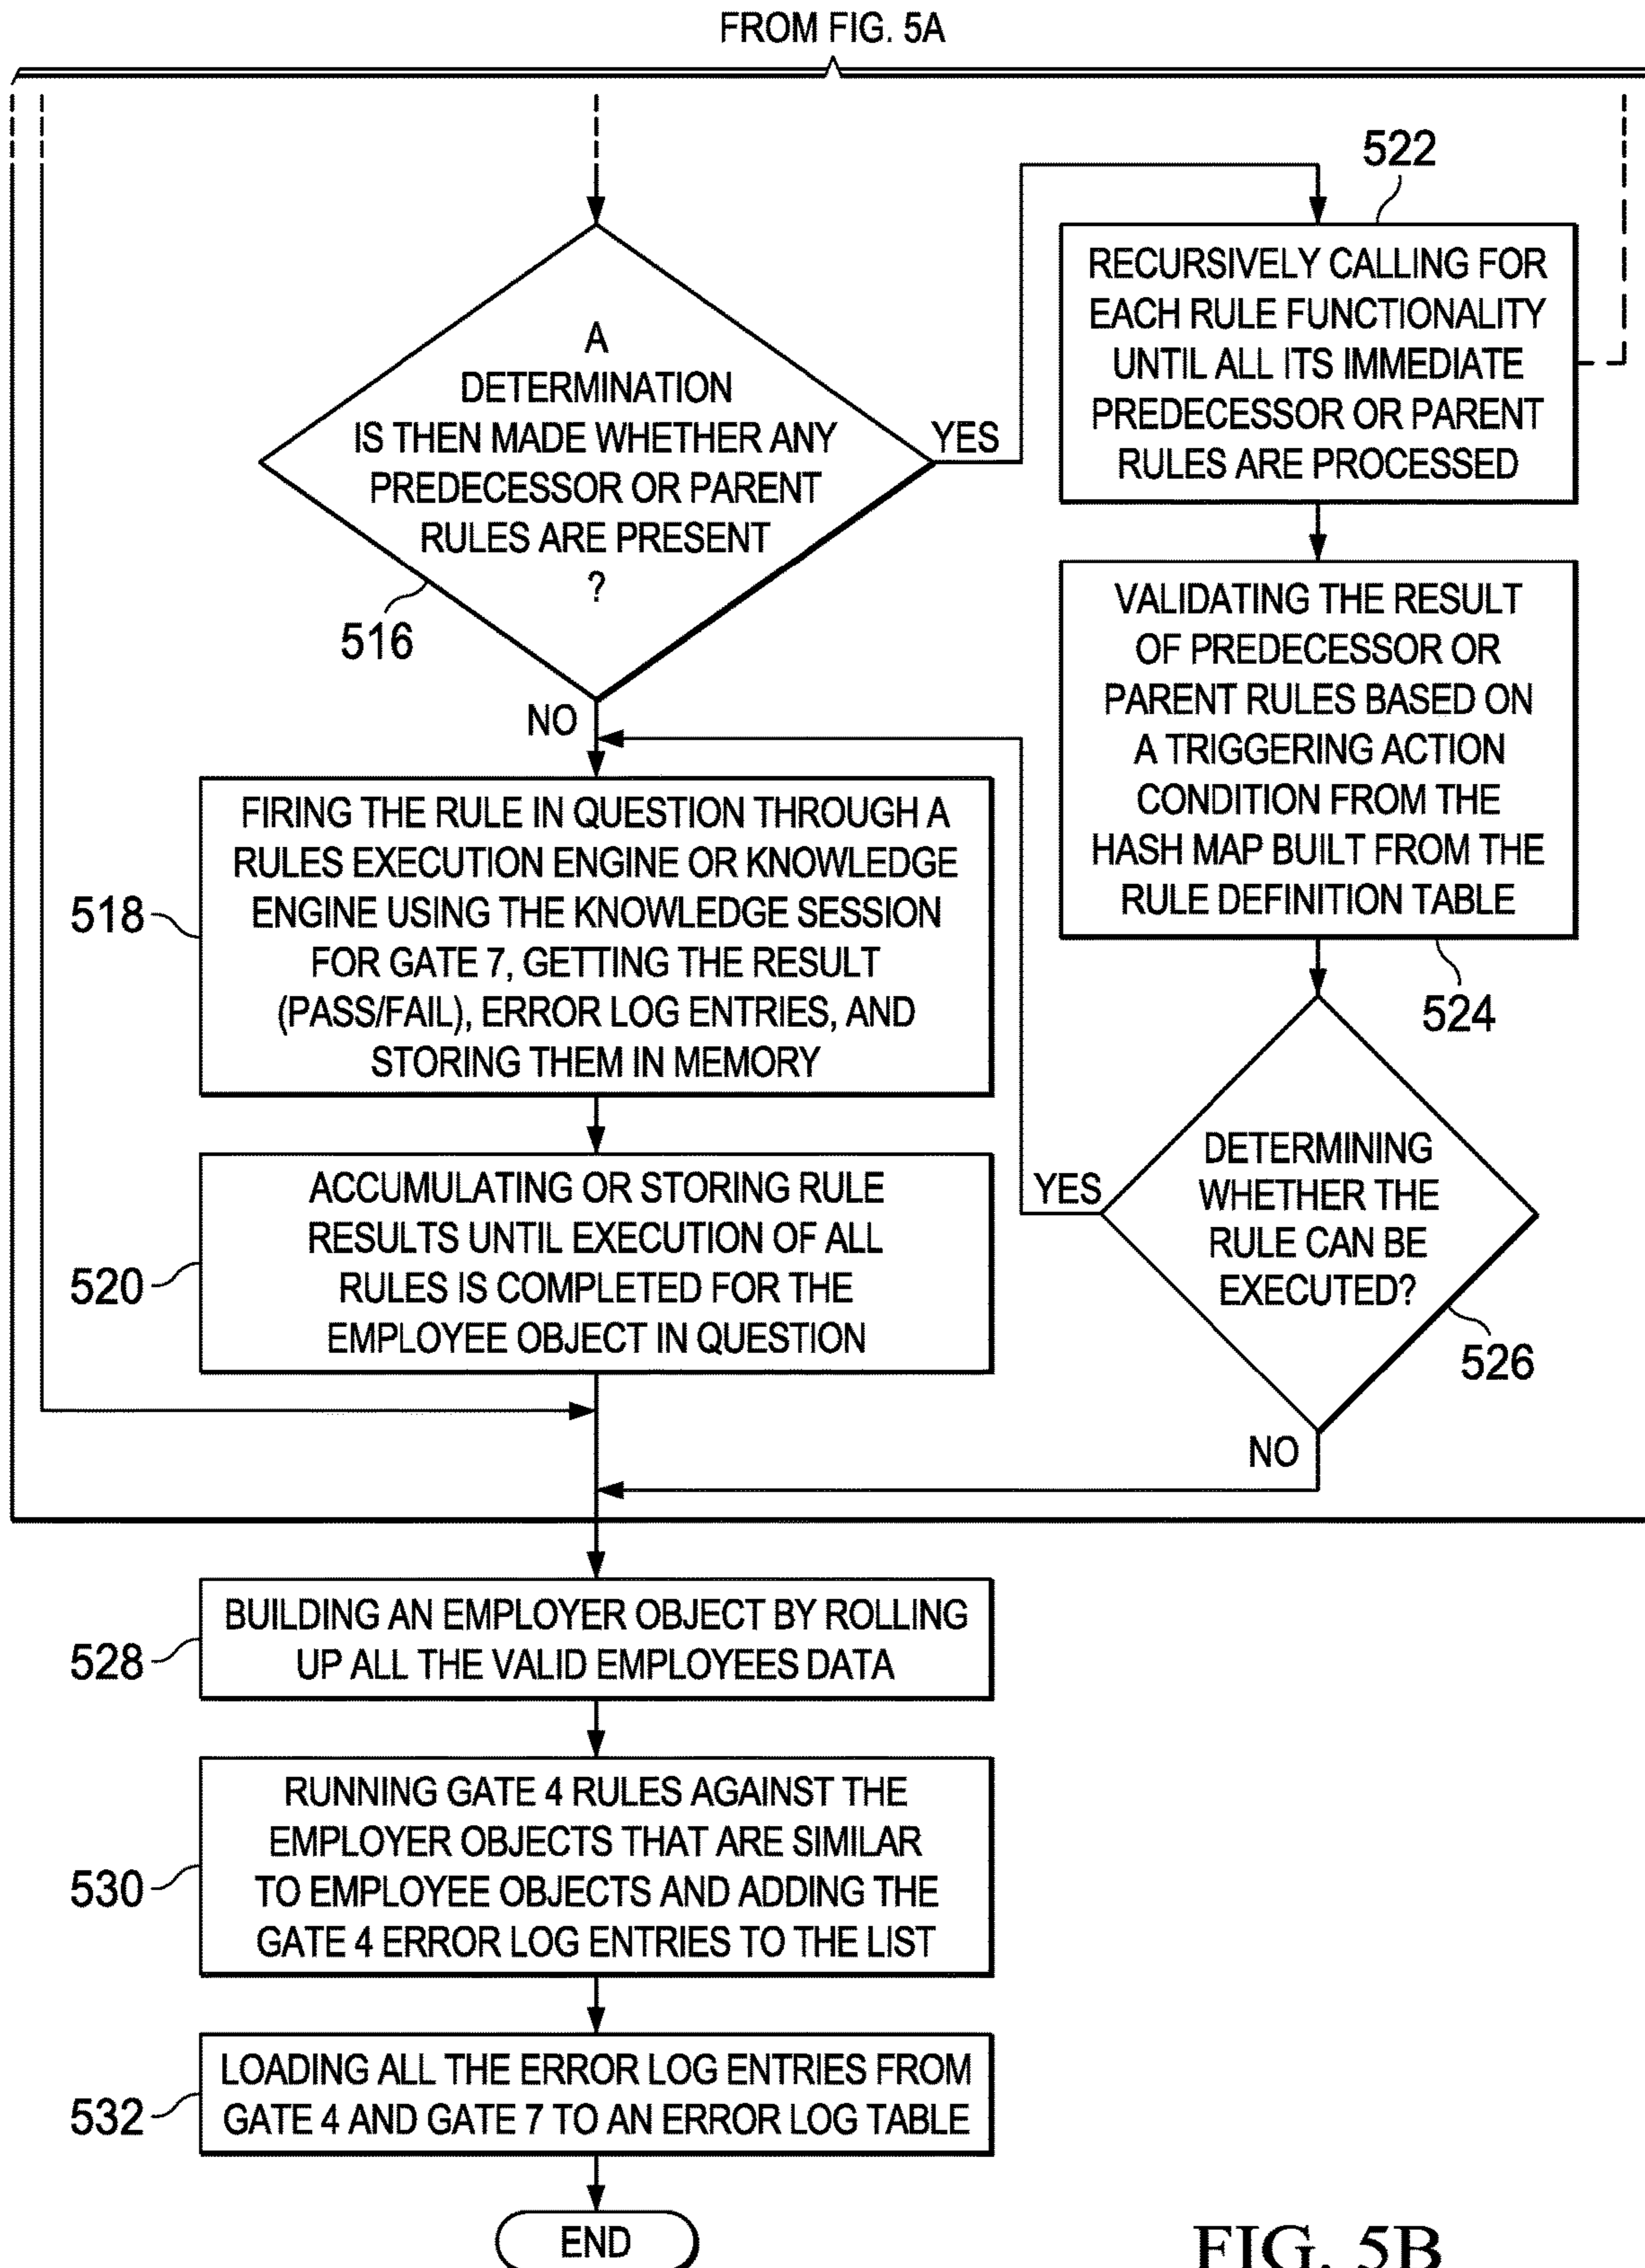 FROM FIG. 5A
A
DETERMINATION
IS THEN MADE WHETHER ANY
PREDECESSOR OR PARENT
RULES ARE PRESENT
?
516
YES
NO
522
RECURSIVELY CALLING FOR
EACH RULE FUNCTIONALITY
UNTIL ALL ITS IMMEDIATE
PREDECESSOR OR PARENT
RULES ARE PROCESSED
VALIDATING THE RESULT
OF PREDECESSOR OR
PARENT RULES BASED ON
A TRIGGERING ACTION
CONDITION FROM THE
HASH MAP BUILT FROM THE
RULE DEFINITION TABLE
524
DETERMINING
WHETHER THE
RULE CAN BE
EXECUTED?
526
YES
NO
518
FIRING THE RULE IN QUESTION THROUGH A
RULES EXECUTION ENGINE OR KNOWLEDGE
ENGINE USING THE KNOWLEDGE SESSION
FOR GATE 7, GETTING THE RESULT
(PASS/FAIL), ERROR LOG ENTRIES, AND
STORING THEM IN MEMORY
520
ACCUMULATING OR STORING RULE
RESULTS UNTIL EXECUTION OF ALL
RULES IS COMPLETED FOR THE
EMPLOYEE OBJECT IN QUESTION
528
BUILDING AN EMPLOYER OBJECT BY ROLLING
UP ALL THE VALID EMPLOYEES DATA
530
RUNNING GATE 4 RULES AGAINST THE
EMPLOYER OBJECTS THAT ARE SIMILAR
TO EMPLOYEE OBJECTS AND ADDING THE
GATE 4 ERROR LOG ENTRIES TO THE LIST
532
LOADING ALL THE ERROR LOG ENTRIES FROM
GATE 4 AND GATE 7 TO AN ERROR LOG TABLE
END
FIG. 5B